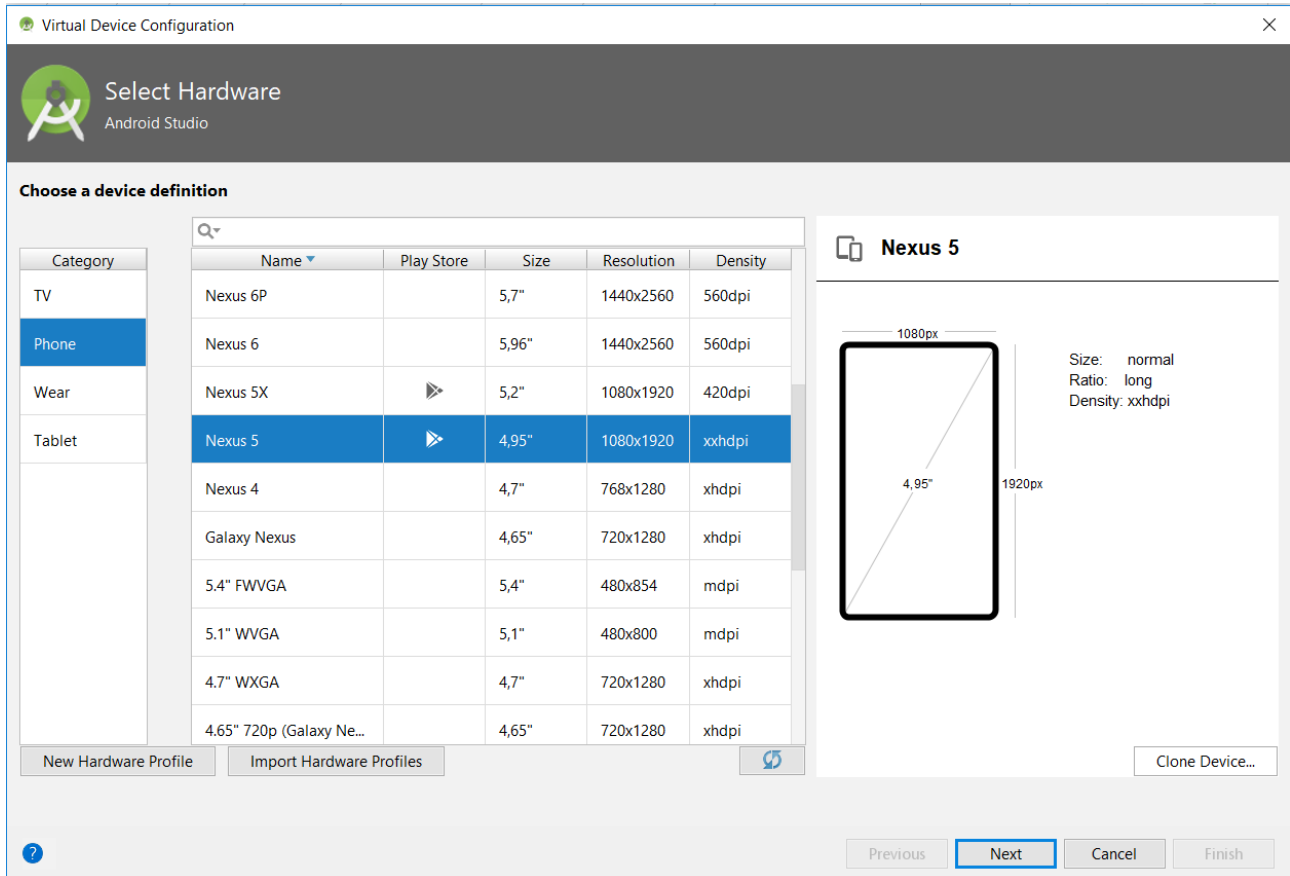 Virtual Device Configuration
Select Hardware
Android Studio
Choose a device definition
Category
TV
Phone
Wear
Tablet
Name Play Store Size Resolution Density
Nexus 6P 5,7" 1440x2560 560dpi
Nexus 6 5,96" 1440x2560 560dpi
Nexus 5X 5,2" 1080x1920 420dpi
Nexus 5 4,95" 1080x1920 xxhdpi
Nexus 4 4,7" 768x1280 xhdpi
Galaxy Nexus 4,65" 720x1280 xhdpi
5.4" FWVGA 5,4" 480x854 mdpi
5.1" WVGA 5,1" 480x800 mdpi
4.7" WXGA 4,7" 720x1280 xhdpi
4.65" 720p (Galaxy Ne... 4,65" 720x1280 xhdpi
New Hardware Profile Import Hardware Profiles
Nexus 5
1080px
4,95"
1920px
Size: normal
Ratio: long
Density: xxhdpi
Clone Device...
? Previous Next Cancel Finish